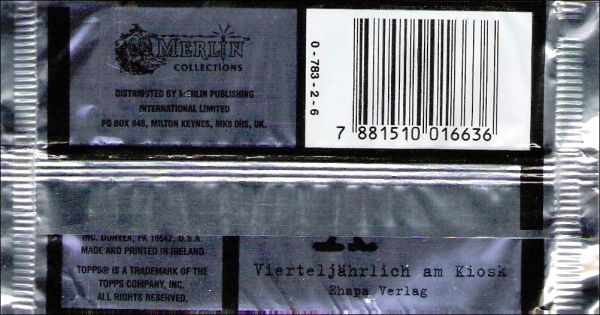 MERLIN™
COLLECTIONS
DISTRIBUTED BY MERLIN PUBLISHING
INTERNATIONAL LIMITED
PO BOX 648, MILTON KEYNES, MK8 0HS, UK.
0 - 783 - 2 - 6
7 881510 016636
INC. DURYEA, PA 18642, U.S.A.
MADE AND PRINTED IN IRELAND
TOPPS® IS A TRADEMARK OF THE
TOPPS COMPANY, INC.
ALL RIGHTS RESERVED.
Vierteljährlich am Kiosk
Ehapa Verlag